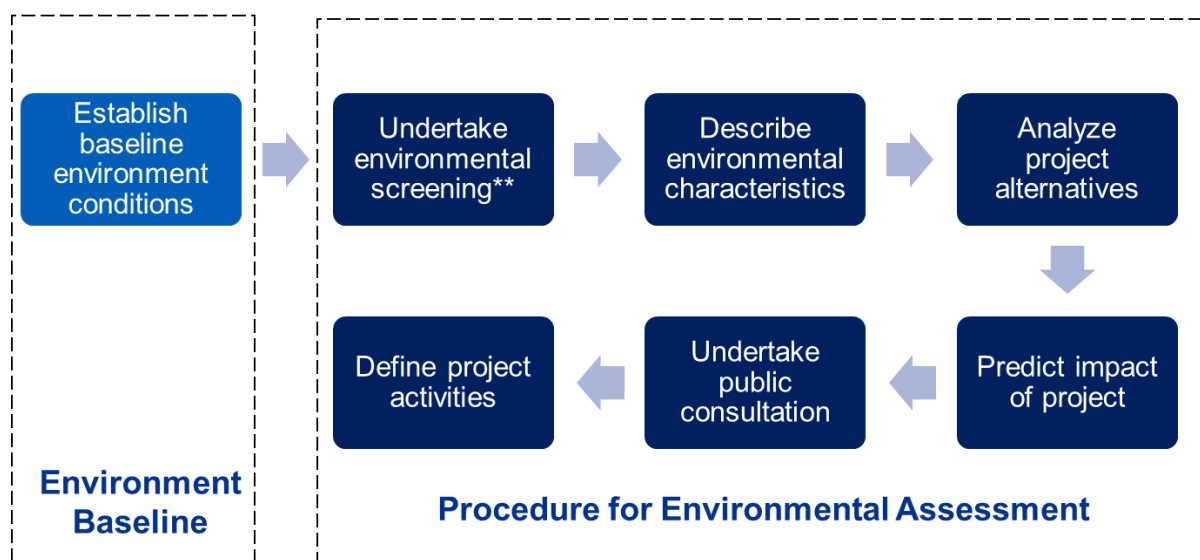 Establish
baseline
environment
conditions
Undertake
environmental
screening**
Describe
environmental
characteristics
Analyze
project
alternatives
Predict impact
of project
Undertake
public
consultation
Define project
activities
Environment
Baseline
Procedure for Environmental Assessment